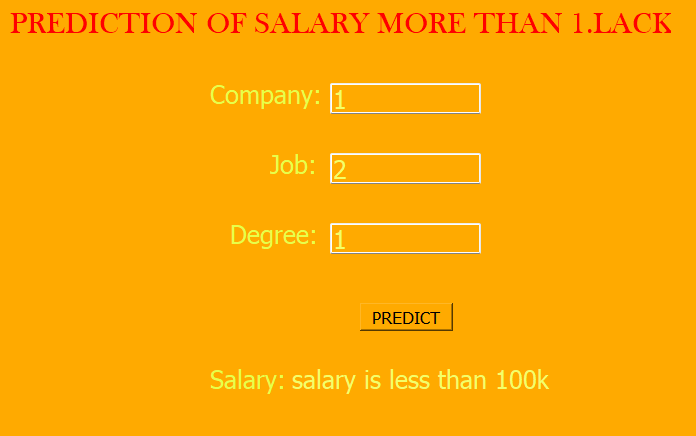 PREDICTION OF SALARY MORE THAN 1.LACK
Company: 1
Job: 2
Degree: 1
PREDICT
Salary: salary is less than 100k